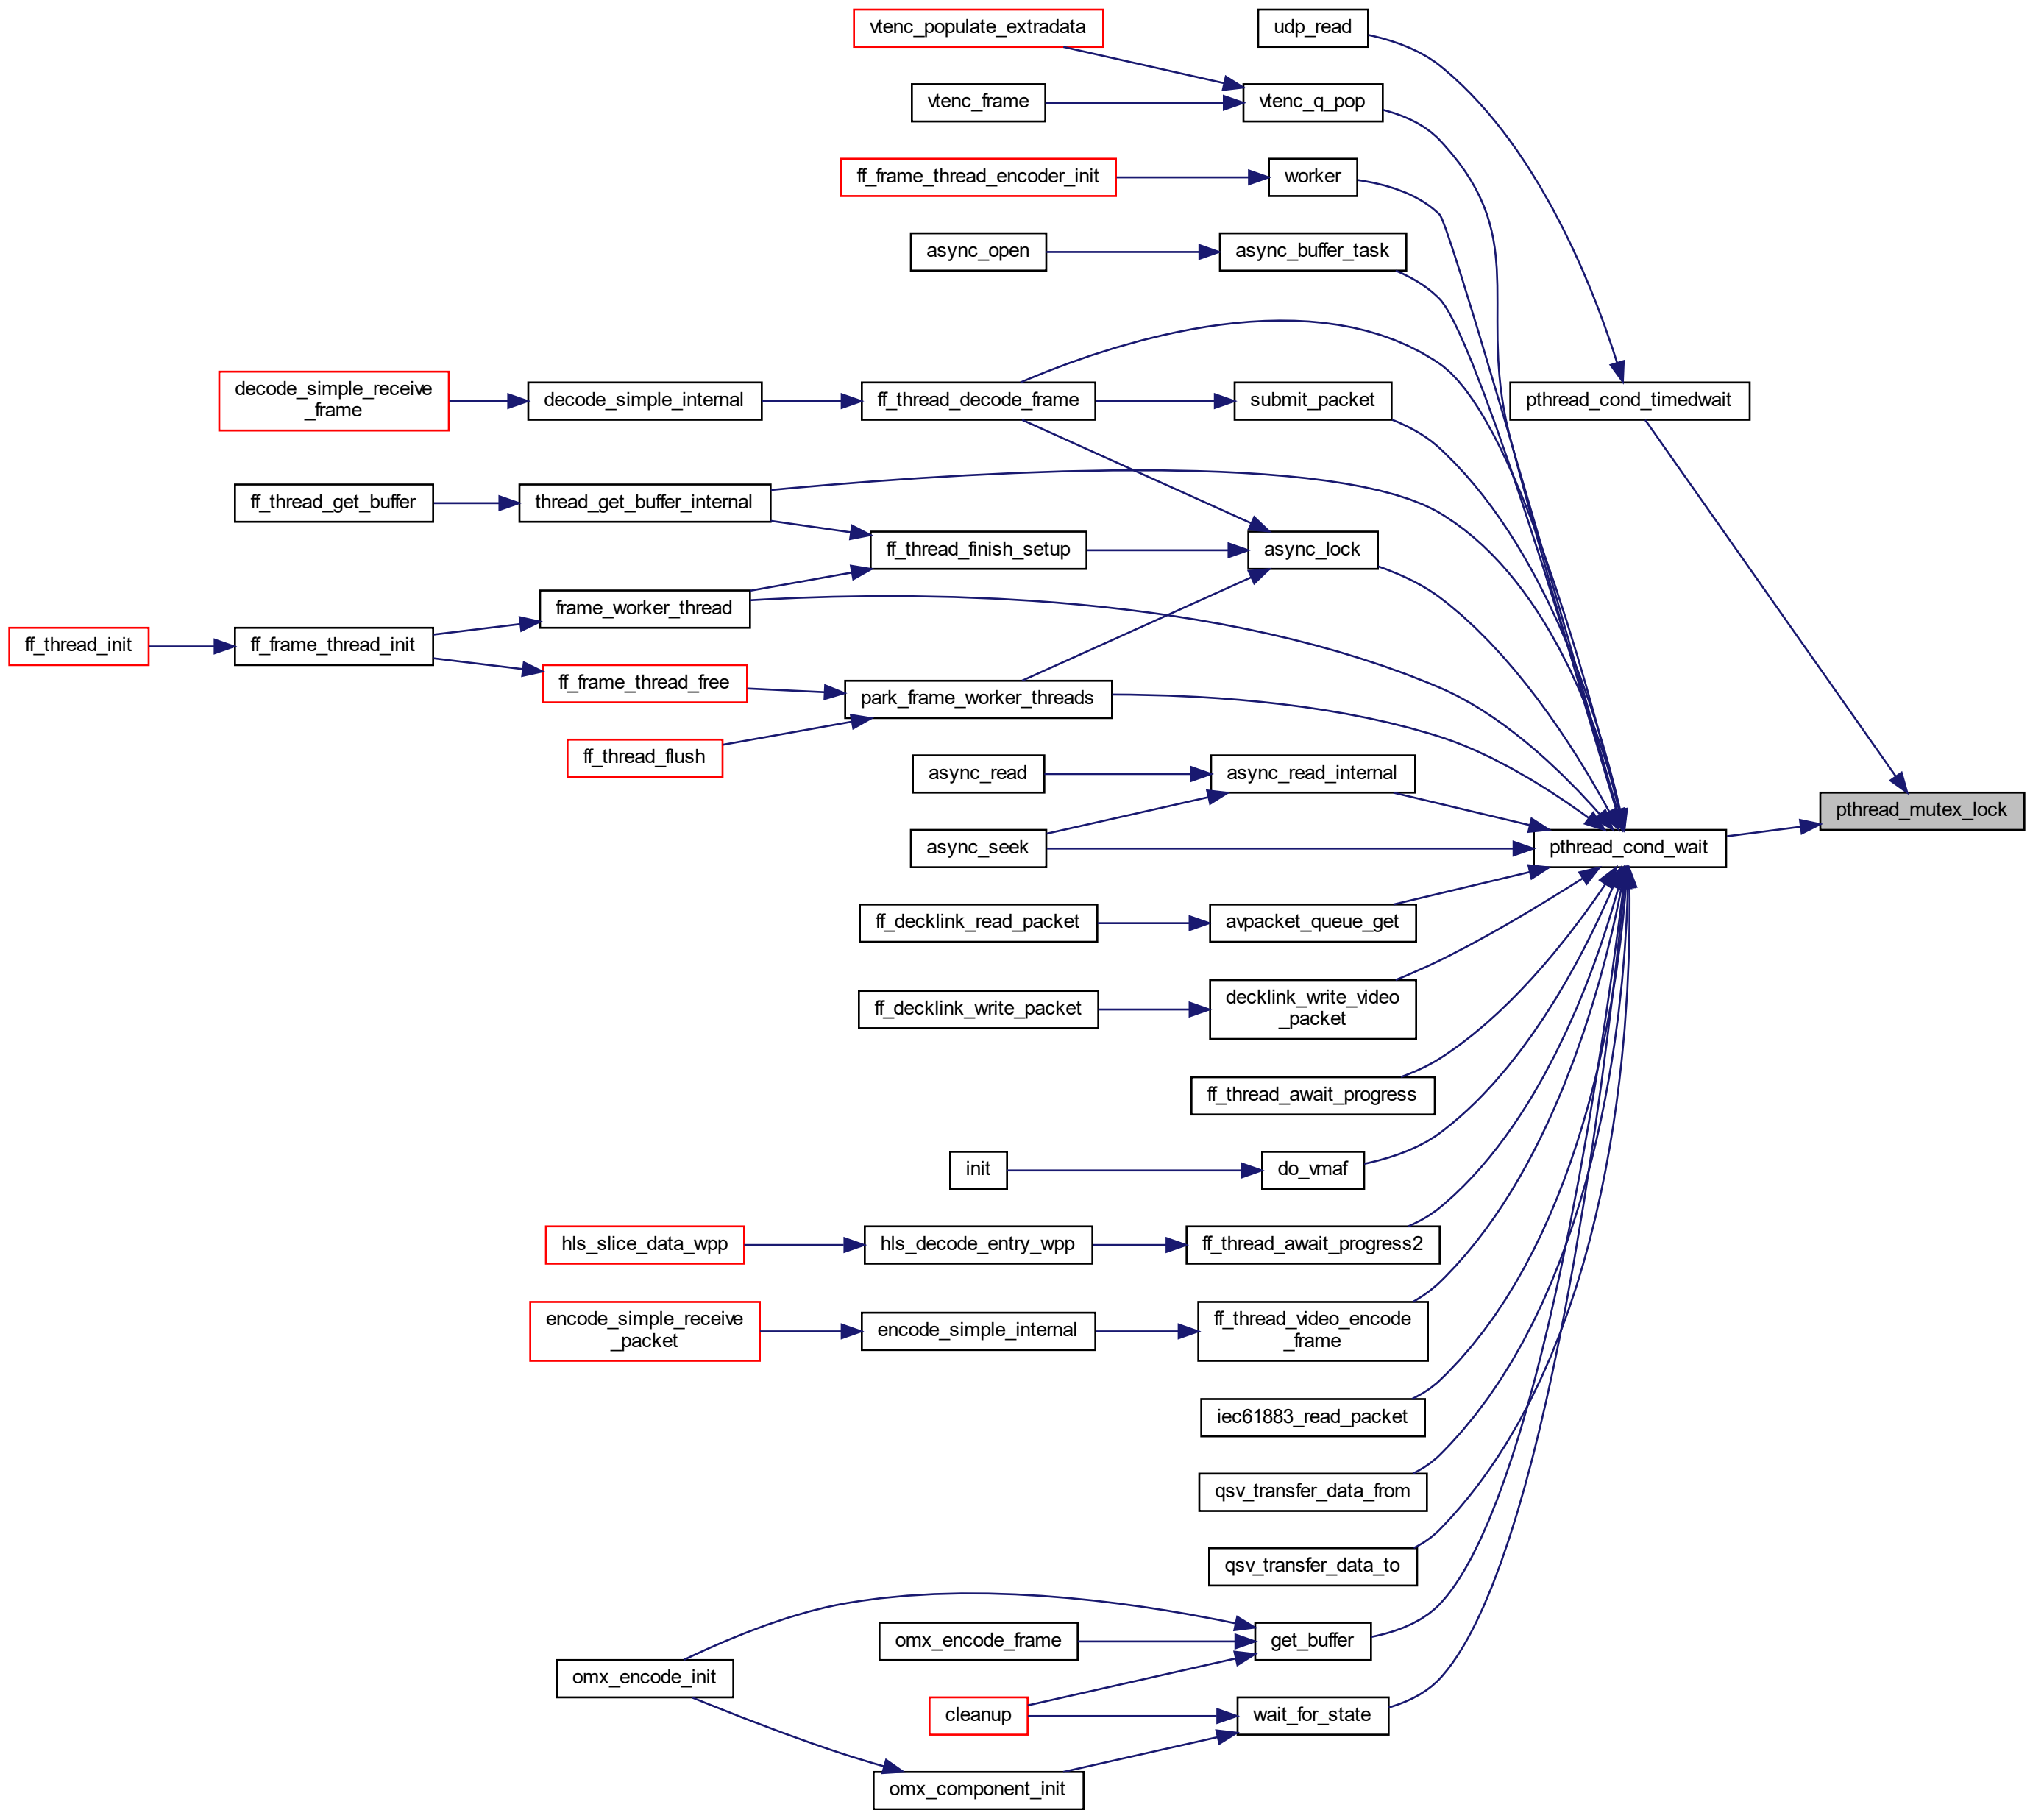 vtenc_populate_extradata
udp_read
vtenc_frame
vtenc_q_pop
ff_frame_thread_encoder_init
worker
async_open
async_buffer_task
decode_simple_receive
_frame
decode_simple_internal
ff_thread_decode_frame
submit_packet
pthread_cond_timedwait
ff_thread_get_buffer
thread_get_buffer_internal
ff_thread_finish_setup
async_lock
frame_worker_thread
ff_thread_init
ff_frame_thread_init
ff_frame_thread_free
park_frame_worker_threads
ff_thread_flush
async_read
async_read_internal
pthread_mutex_lock
async_seek
pthread_cond_wait
ff_decklink_read_packet
avpacket_queue_get
ff_decklink_write_packet
decklink_write_video
_packet
ff_thread_await_progress
init
do_vmaf
hls_slice_data_wpp
hls_decode_entry_wpp
ff_thread_await_progress2
encode_simple_receive
_packet
encode_simple_internal
ff_thread_video_encode
_frame
iec61883_read_packet
qsv_transfer_data_from
qsv_transfer_data_to
omx_encode_frame
get_buffer
omx_encode_init
cleanup
wait_for_state
omx_component_init